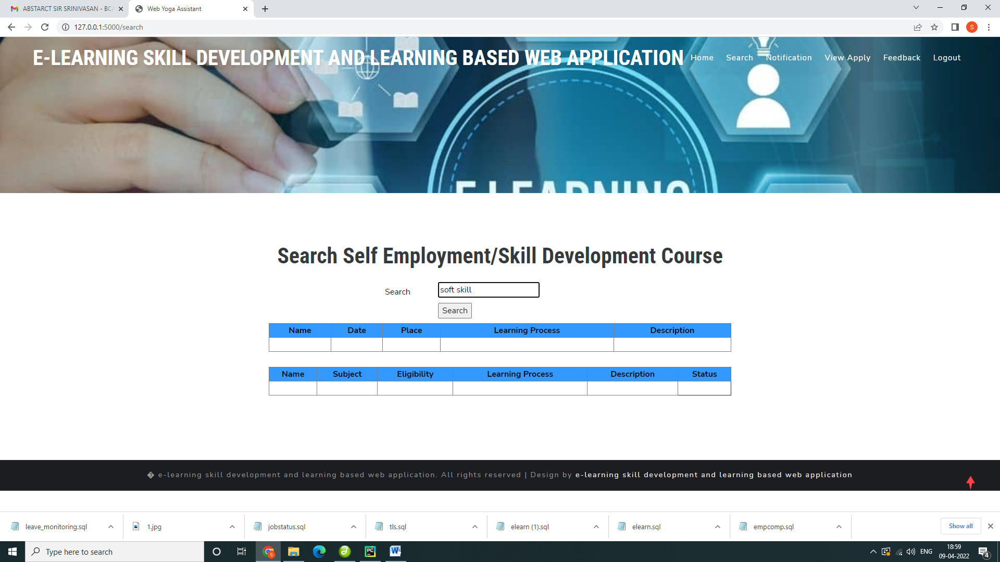 ABSTARCT SIR SRINIVASAN - BCA
Web Yoga Assistant
127.0.0.1:5000/search
S
E-LEARNING SKILL DEVELOPMENT AND LEARNING BASED WEB APPLICATION
Home Search Notification View Apply Feedback Logout
E LEARNING
Search Self Employment/Skill Development Course
Search soft skill
Search
Name Date Place Learning Process Description
Name Subject Eligibility Learning Process Description Status
� e-learning skill development and learning based web application. All rights reserved | Design by e-learning skill development and learning based web application
leave_monitoring.sql 1.jpg jobstatus.sql tls.sql elearn (1).sql elearn.sql empcomp.sql Show all
Type here to search
ENG
18:59
09-04-2022
4